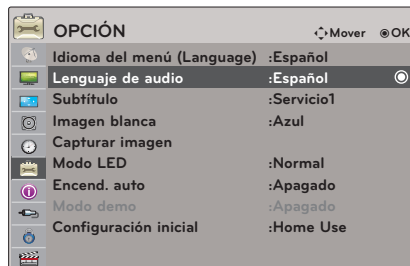 OPCIÓN Mover OK
Idioma del menú (Language) :Español
Lenguaje de audio :Español
Subtítulo :Servicio1
Imagen blanca :Azul
Capturar imagen
Modo LED :Normal
Encend. auto :Apagado
Modo demo :Apagado
Configuración inicial :Home Use